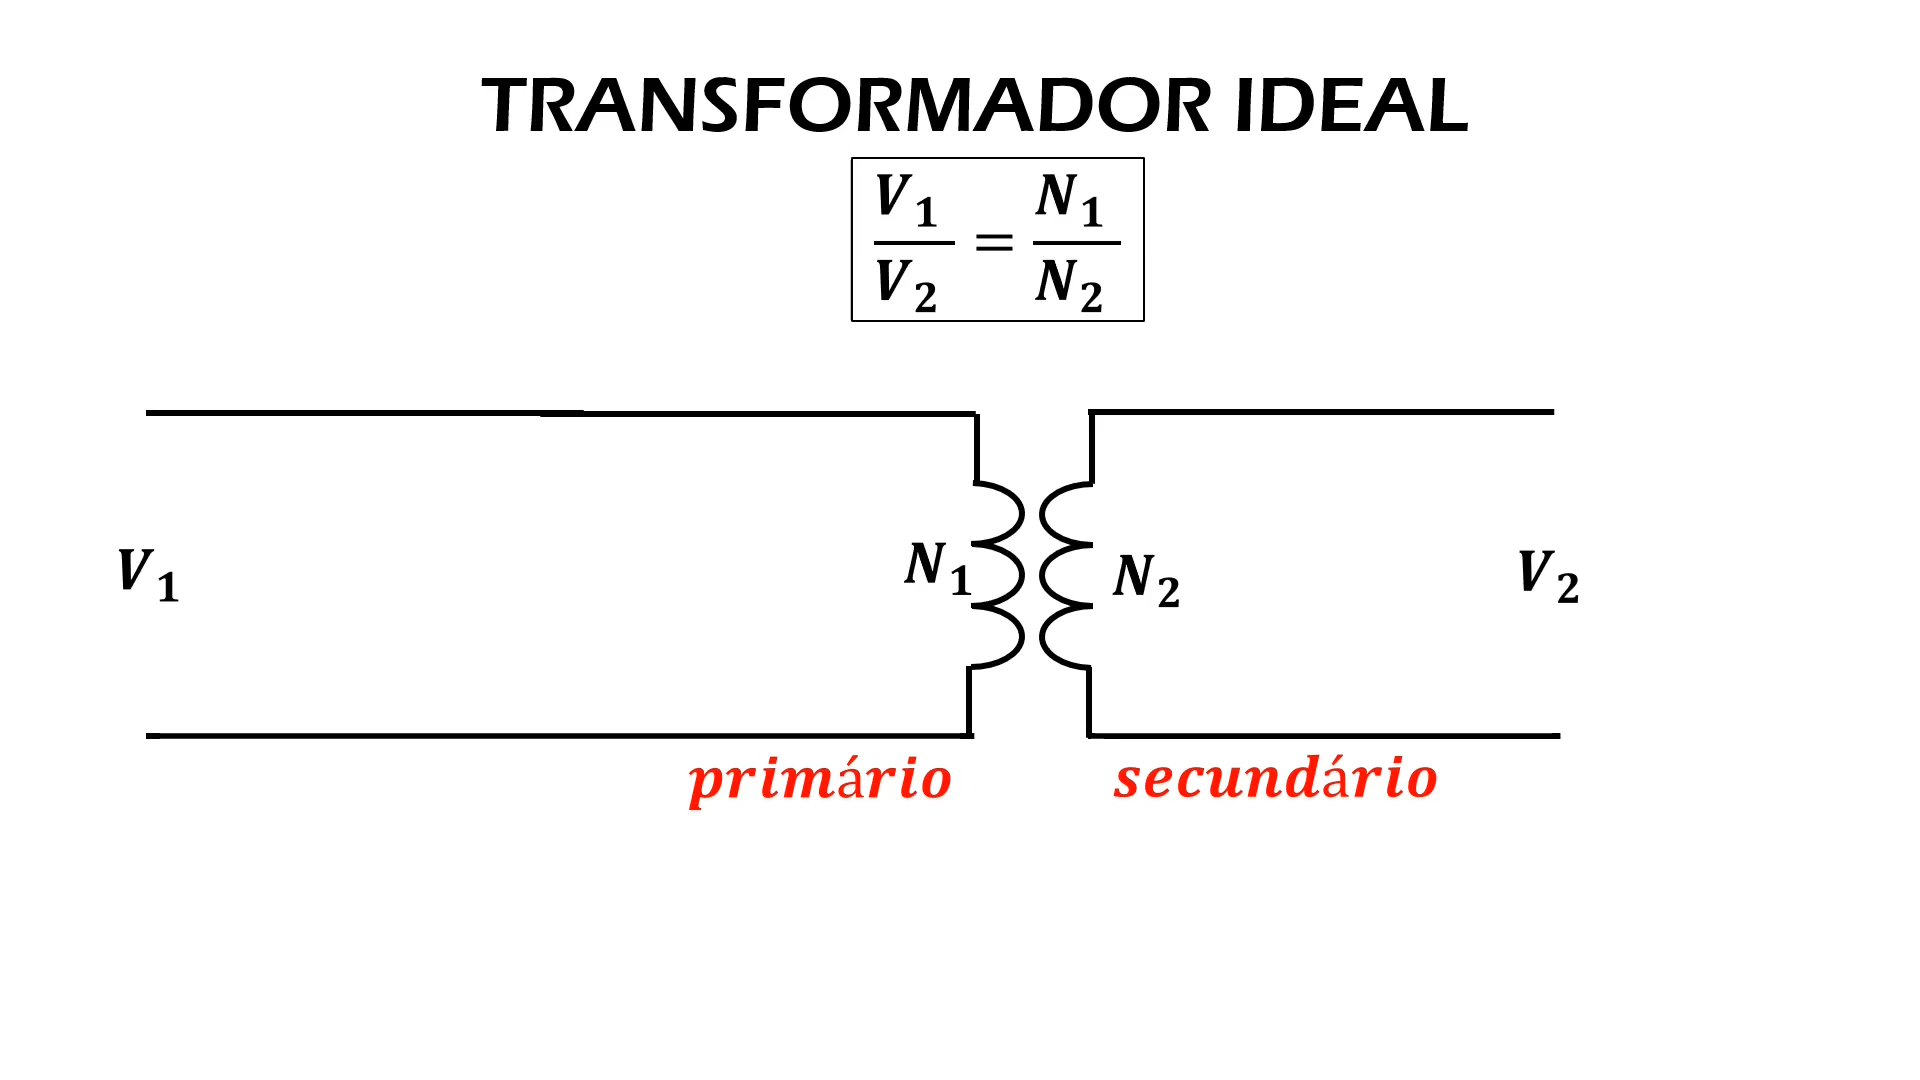 TRANSFORMADOR IDEAL
V₁/V₂ = N₁/N₂
V₁
N₁
N₂
V₂
primário
secundário